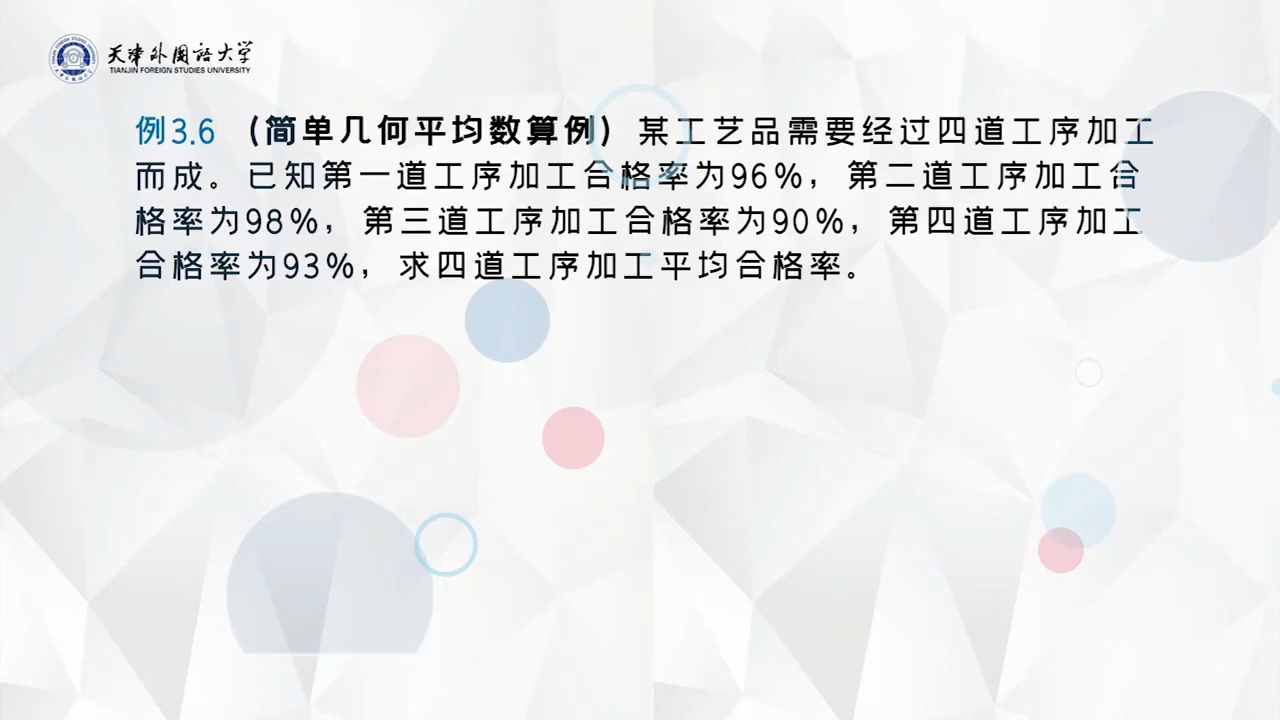 天津外国语大学
TIANJIN FOREIGN STUDIES UNIVERSITY
例3.6 （简单几何平均数算例）某工艺品需要经过四道工序加工
而成。已知第一道工序加工合格率为96%，第二道工序加工合
格率为98%，第三道工序加工合格率为90%，第四道工序加工
合格率为93%，求四道工序加工平均合格率。